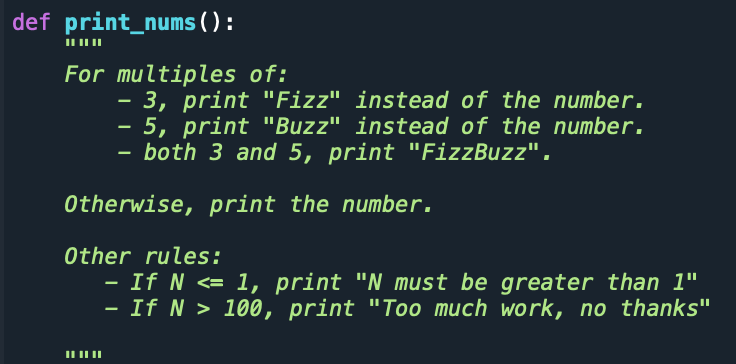 def print_nums():
"""
For multiples of:
- 3, print "Fizz" instead of the number.
- 5, print "Buzz" instead of the number.
- both 3 and 5, print "FizzBuzz".
Otherwise, print the number.
Other rules:
- If N <= 1, print "N must be greater than 1"
- If N > 100, print "Too much work, no thanks"
"""